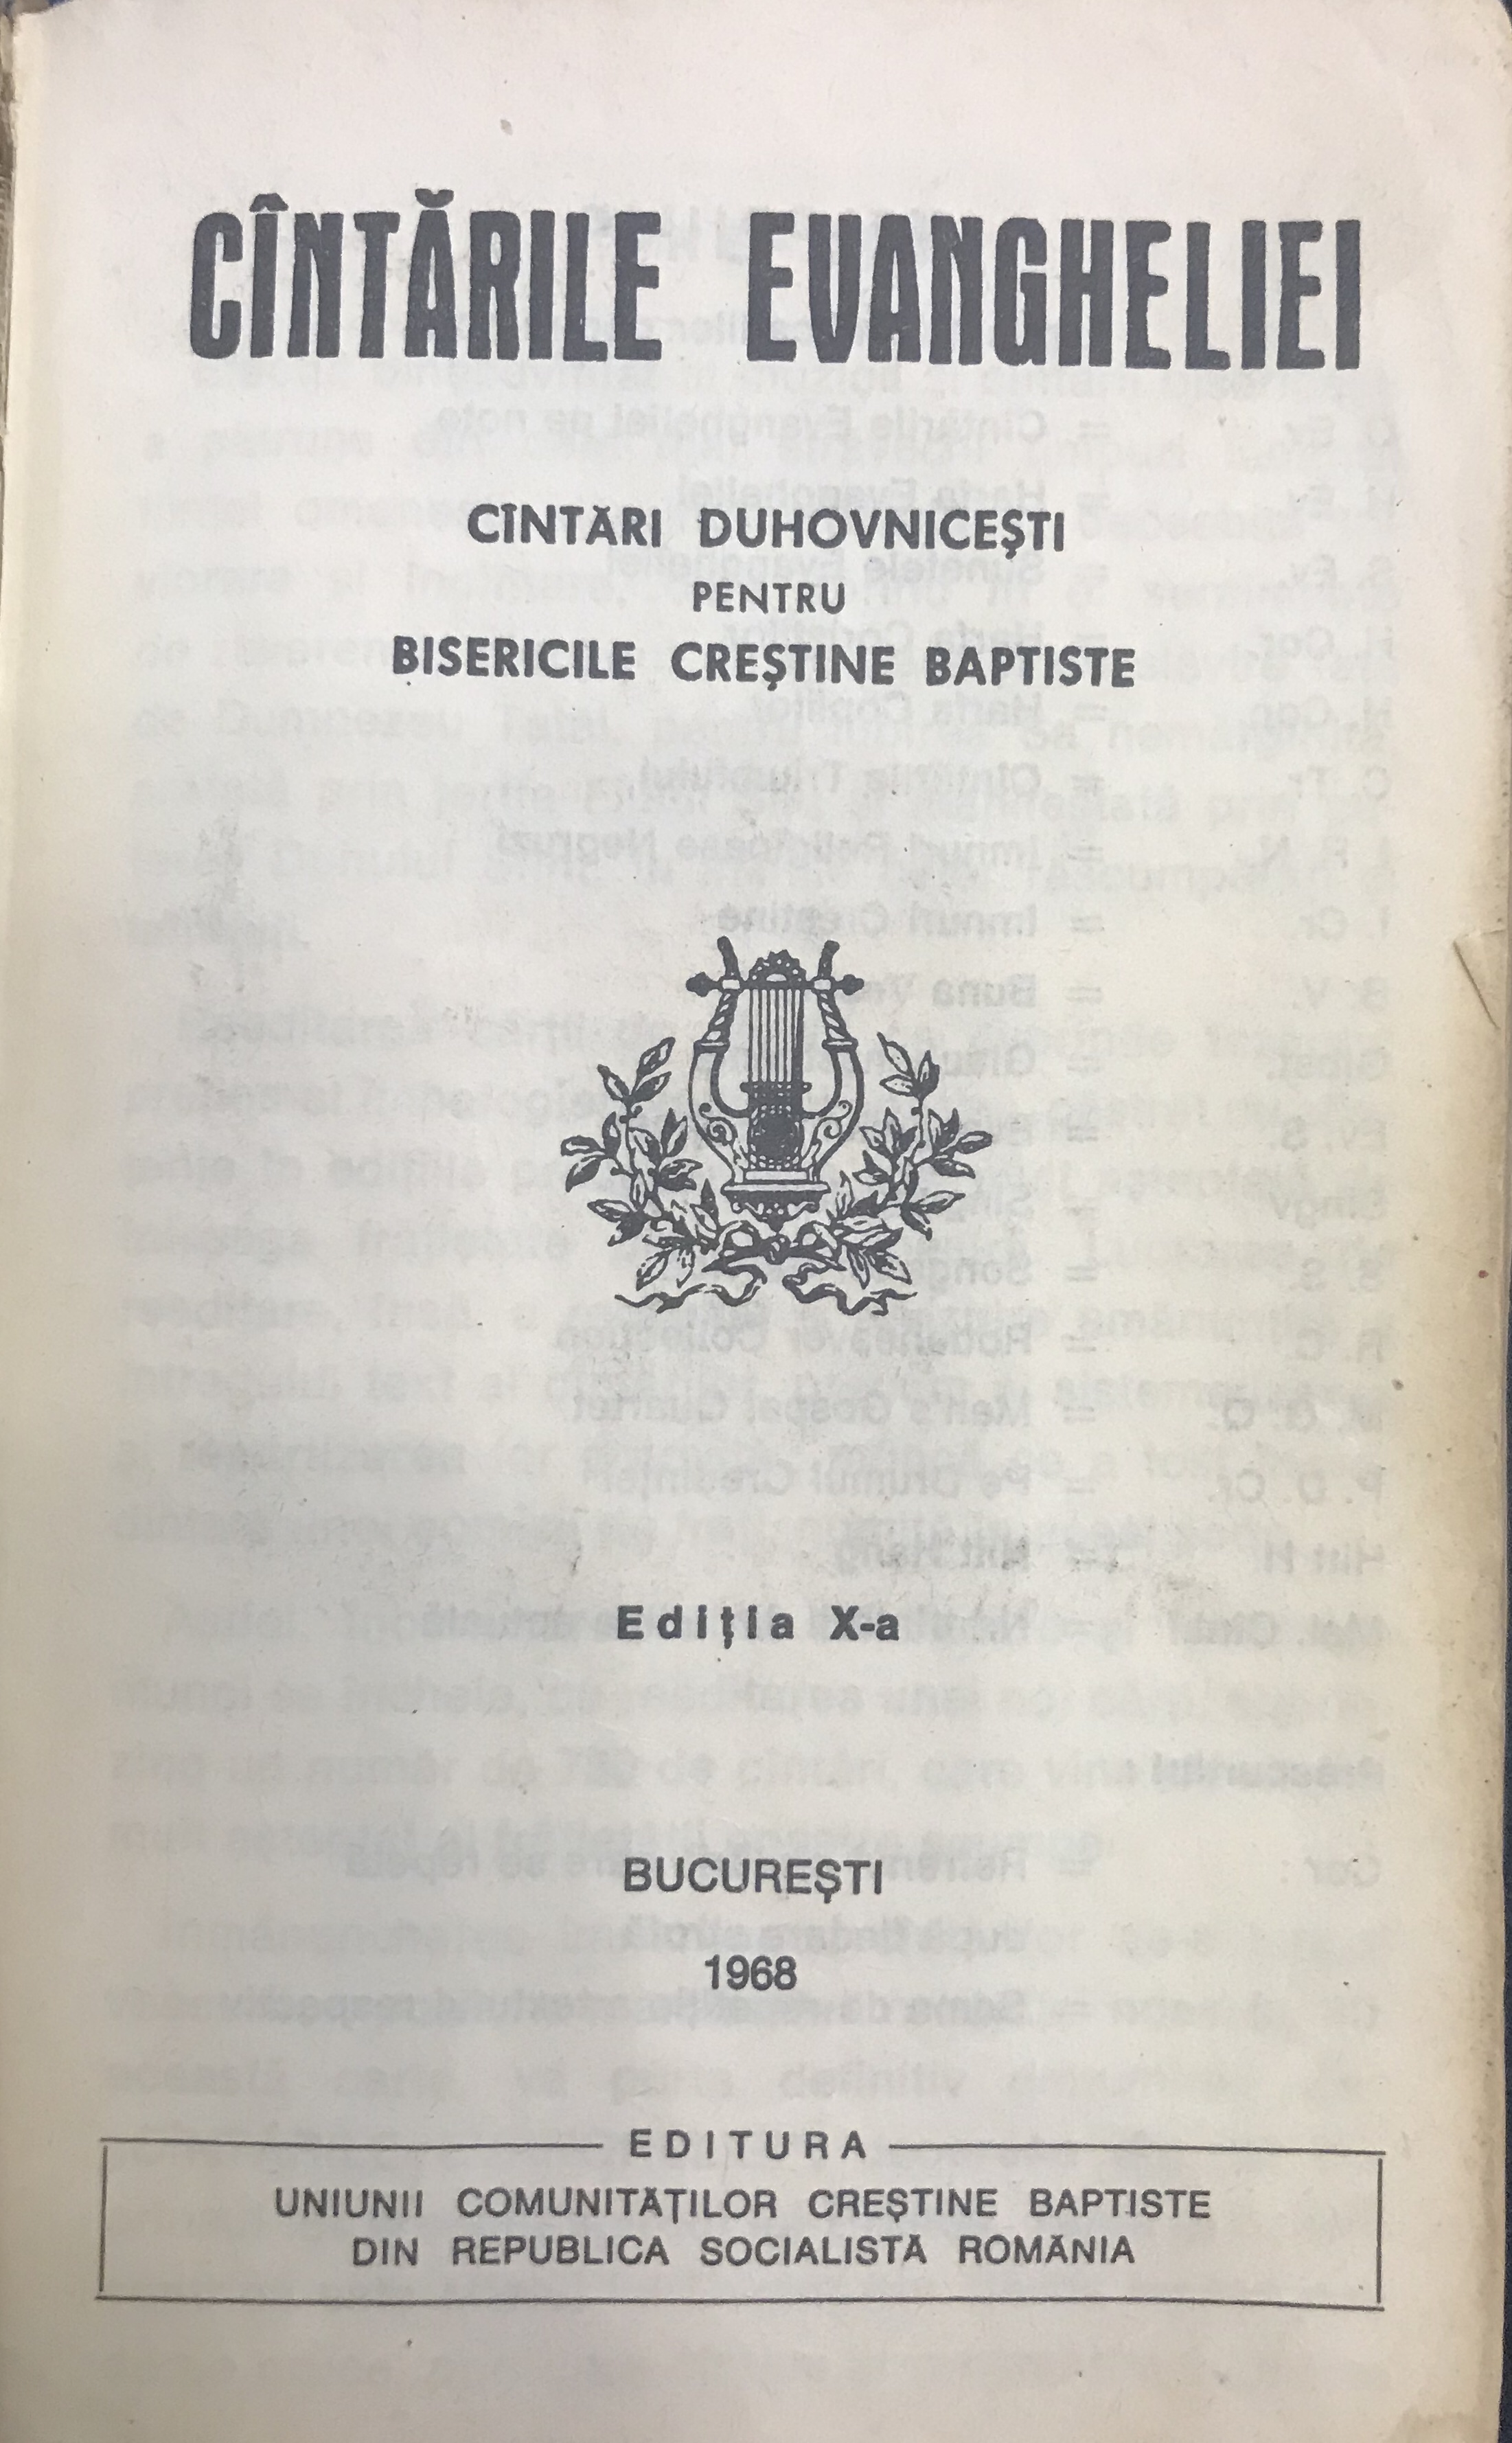 CÎNTĂRILE EVANGHELIEI
CÎNTĂRI DUHOVNICEȘTI
PENTRU
BISERICILE CREȘTINE BAPTISTE
Ediția X-a
BUCUREȘTI
1968
EDITURA
UNIUNII COMUNITĂȚILOR CREȘTINE BAPTISTE
DIN REPUBLICA SOCIALISTĂ ROMÂNIA